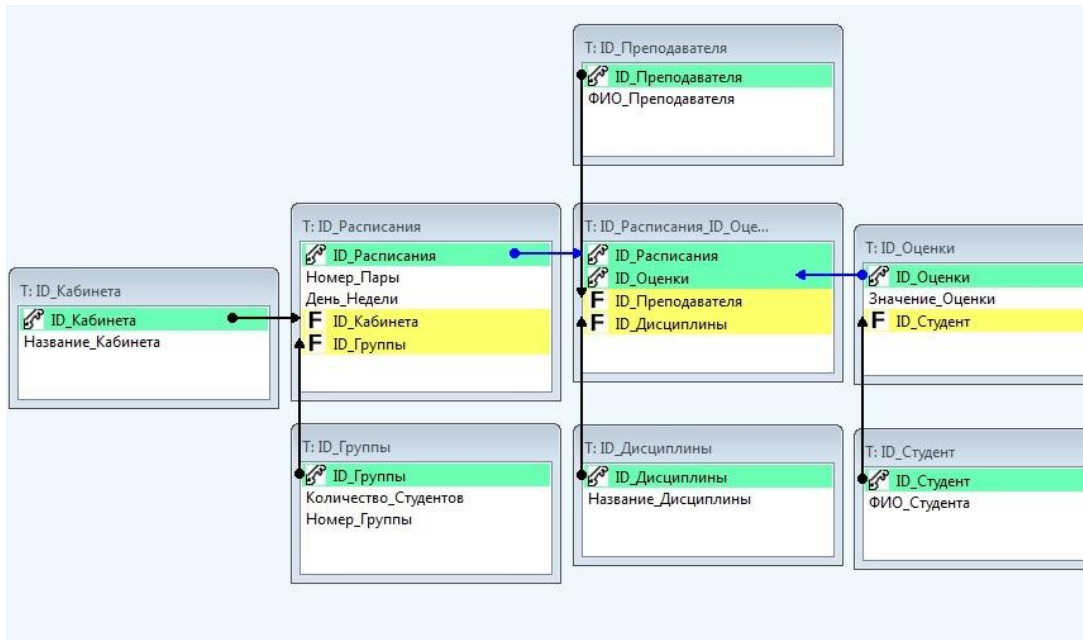 T: ID_Преподавателя
ID_Преподавателя
ФИО_Преподавателя
T: ID_Расписания
ID_Расписания
Номер_Пары
День_Недели
F ID_Кабинета
F ID_Группы
T: ID_Расписания_ID_Оце...
ID_Расписания
ID_Оценки
F ID_Преподавателя
F ID_Дисциплины
T: ID_Оценки
ID_Оценки
Значение_Оценки
F ID_Студент
T: ID_Кабинета
ID_Кабинета
Название_Кабинета
T: ID_Группы
ID_Группы
Количество_Студентов
Номер_Группы
T: ID_Дисциплины
ID_Дисциплины
Название_Дисциплины
T: ID_Студент
ID_Студент
ФИО_Студента